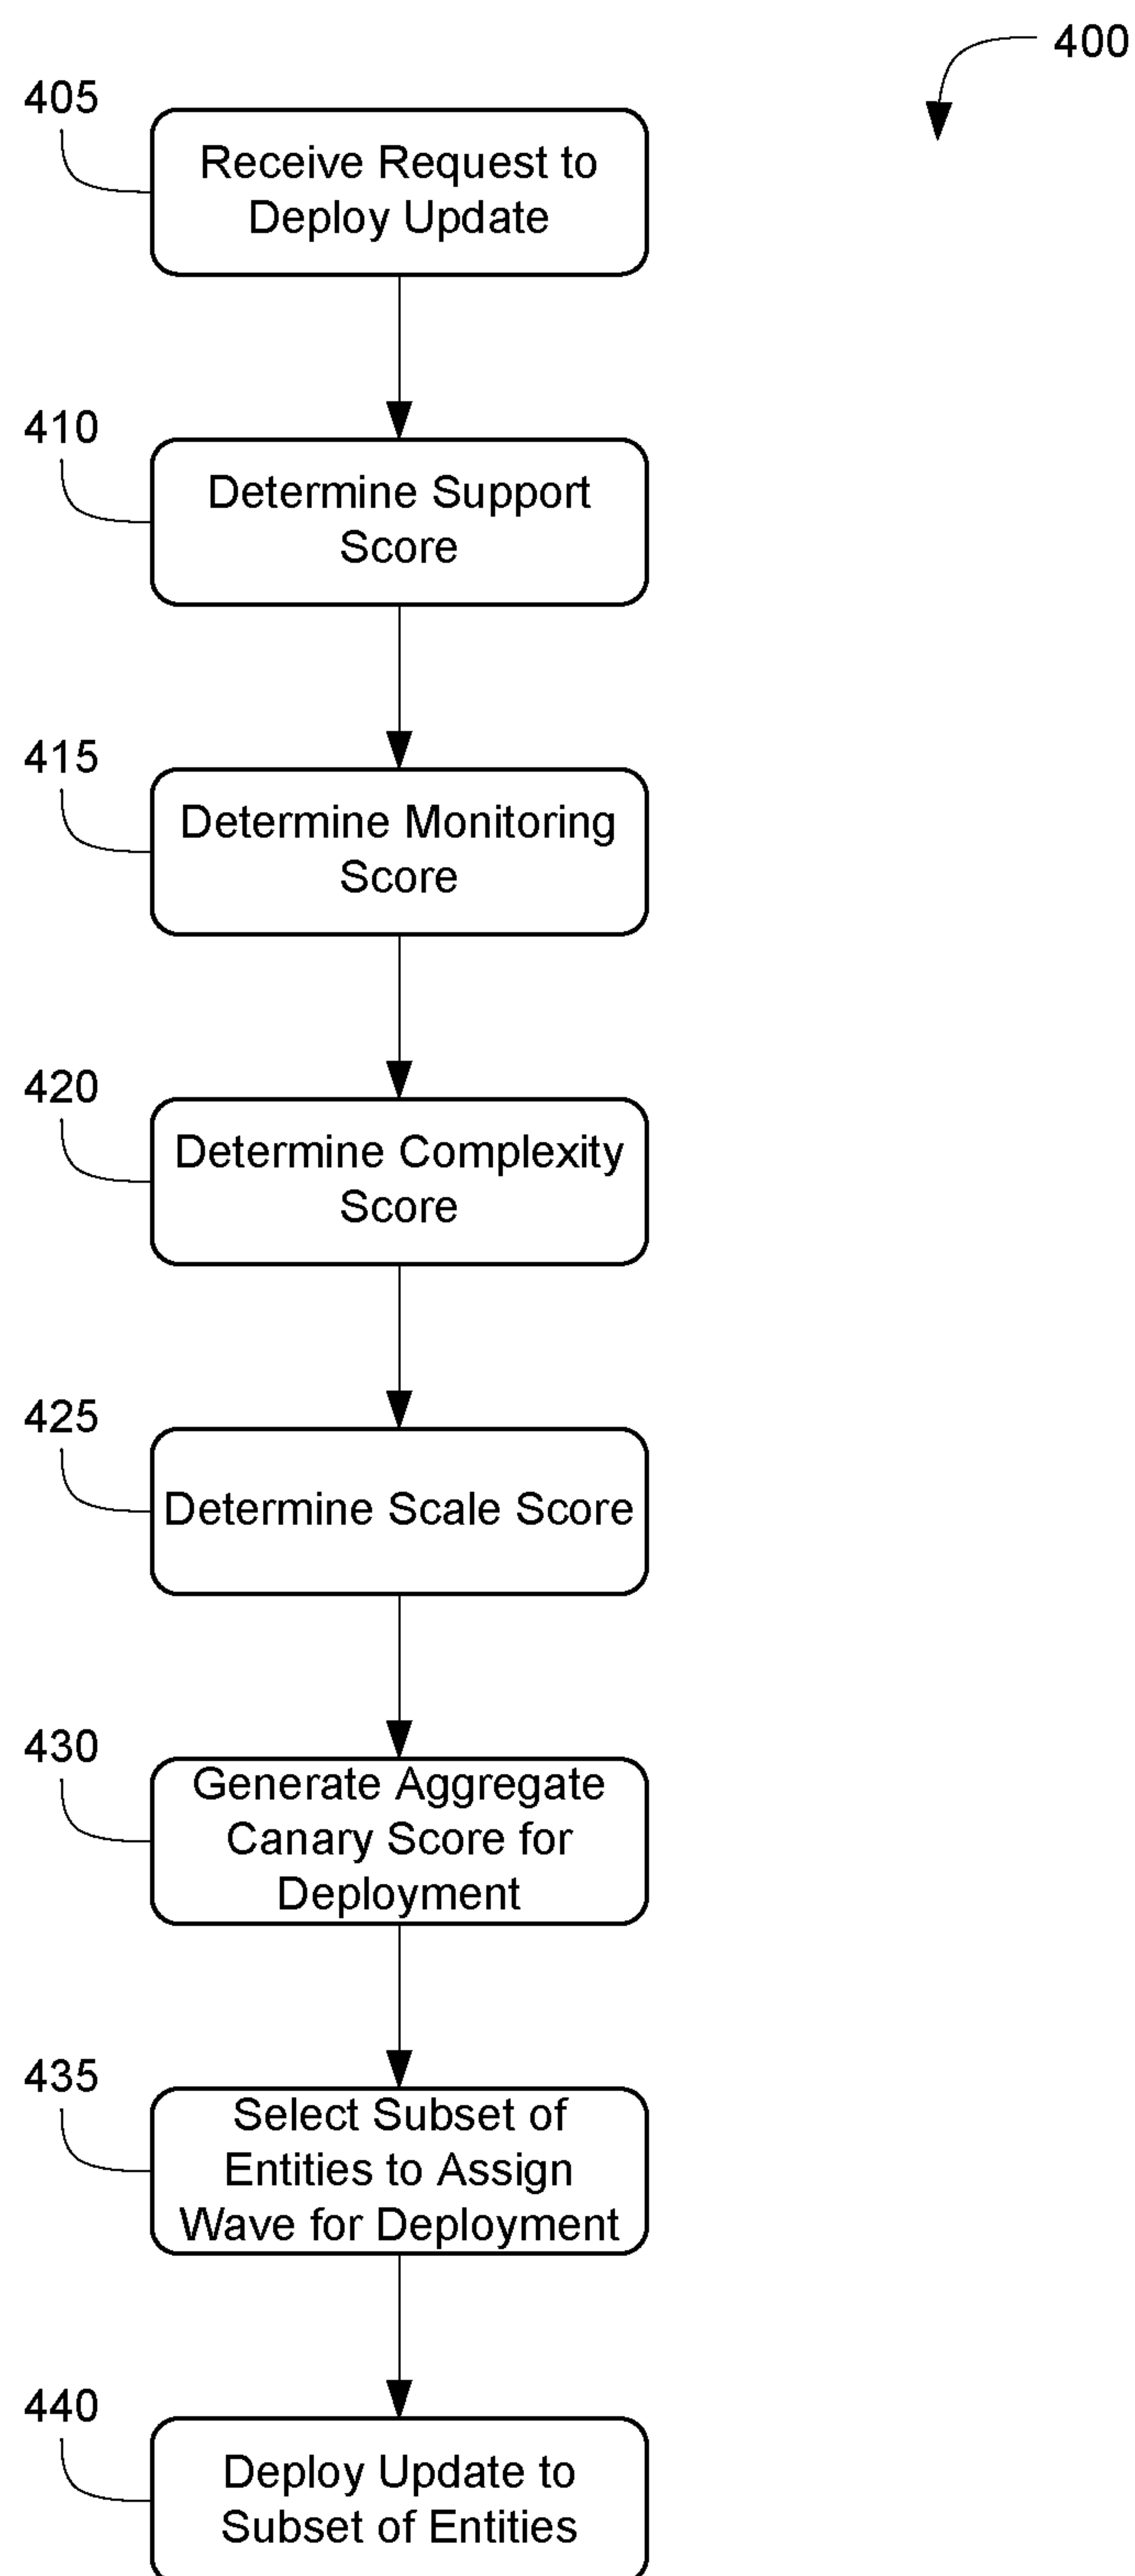 400
405
Receive Request to
Deploy Update
410
Determine Support
Score
415
Determine Monitoring
Score
420
Determine Complexity
Score
425
Determine Scale Score
430
Generate Aggregate
Canary Score for
Deployment
435
Select Subset of
Entities to Assign
Wave for Deployment
440
Deploy Update to
Subset of Entities